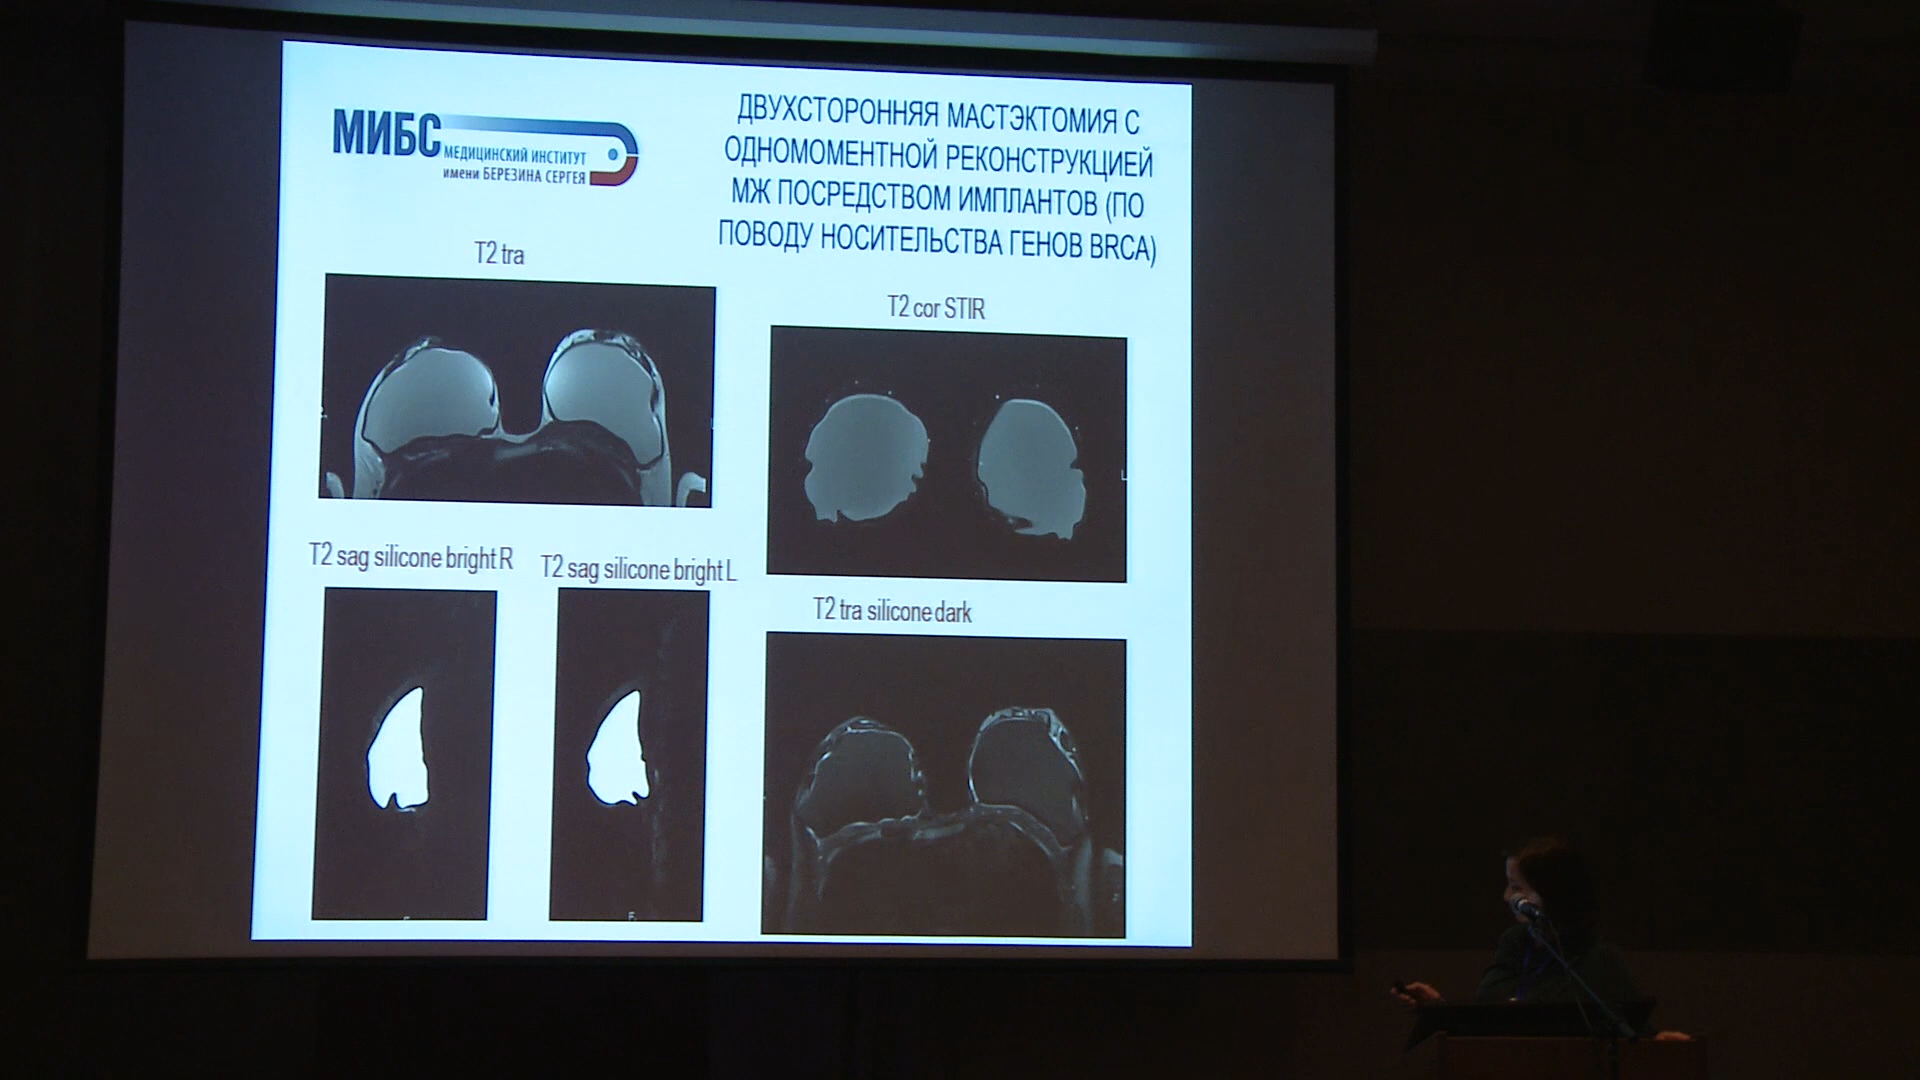 МИБС
МЕДИЦИНСКИЙ ИНСТИТУТ
имени БЕРЕЗИНА СЕРГЕЯ
ДВУХСТОРОННЯЯ МАСТЭКТОМИЯ С
ОДНОМОМЕНТНОЙ РЕКОНСТРУКЦИЕЙ
МЖ ПОСРЕДСТВОМ ИМПЛАНТОВ (ПО
ПОВОДУ НОСИТЕЛЬСТВА ГЕНОВ BRCA)
T2 tra
T2 cor STIR
L
T2 sag silicone bright R
T2 sag silicone bright L
F
F
T2 tra silicone dark